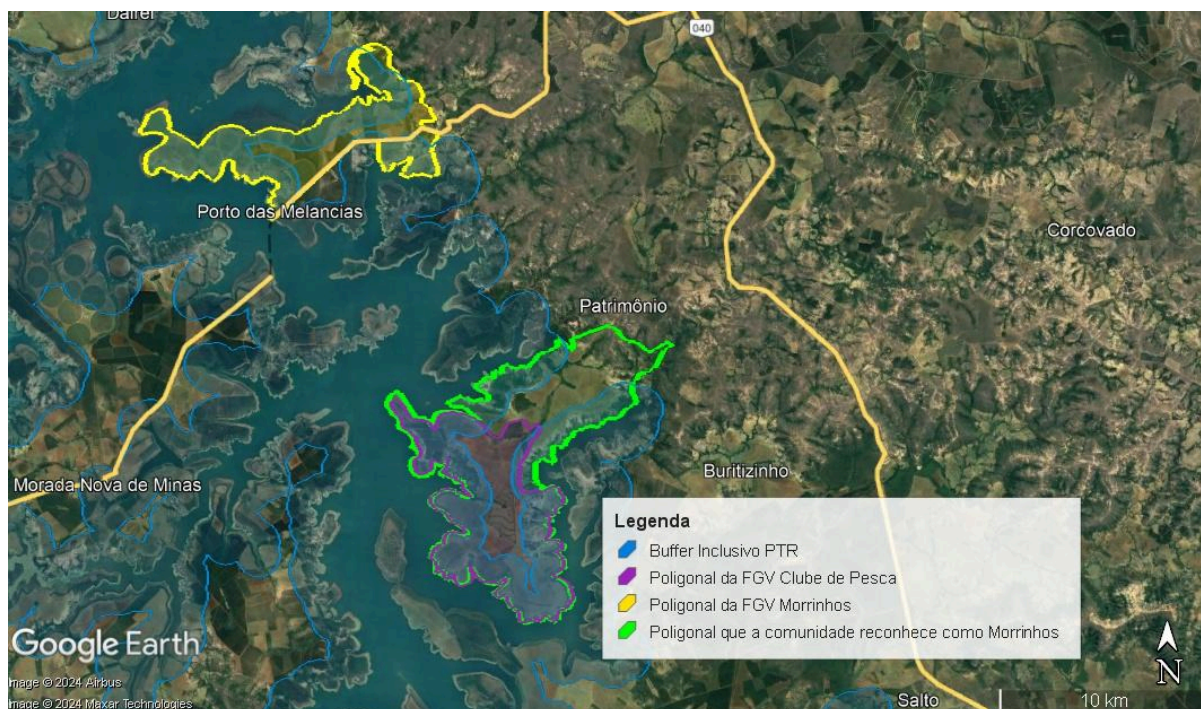 Dairel
040
Porto das Melancias
Corcovado
Patrimônio
Morada Nova de Minas
Buritizinho
Legenda
Buffer Inclusivo PTR
Poligonal da FGV Clube de Pesca
Poligonal da FGV Morrinhos
Poligonal que a comunidade reconhece como Morrinhos
Google Earth
N
Image © 2024 Airbus
Image © 2024 Maxar Technologies
Salto
10 km